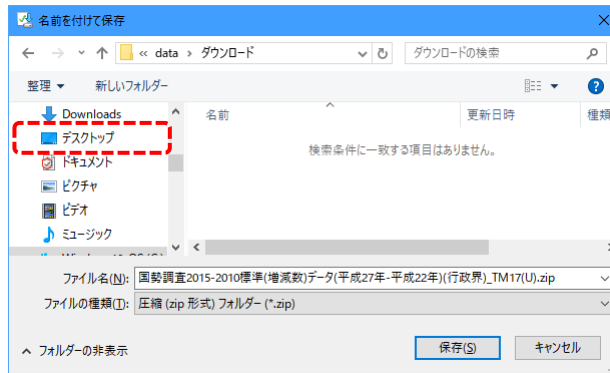 名前を付けて保存
« data › ダウンロード
ダウンロードの検索
整理 新しいフォルダー
Downloads
デスクトップ
ドキュメント
ピクチャ
ビデオ
ミュージック
名前 更新日時 種類
検索条件に一致する項目はありません。
ファイル名(N): 国勢調査2015-2010標準(増減数)データ(平成27年-平成22年)(行政界)_TM17(U).zip
ファイルの種類(T): 圧縮 (zip 形式) フォルダー (*.zip)
フォルダーの非表示
保存(S) キャンセル